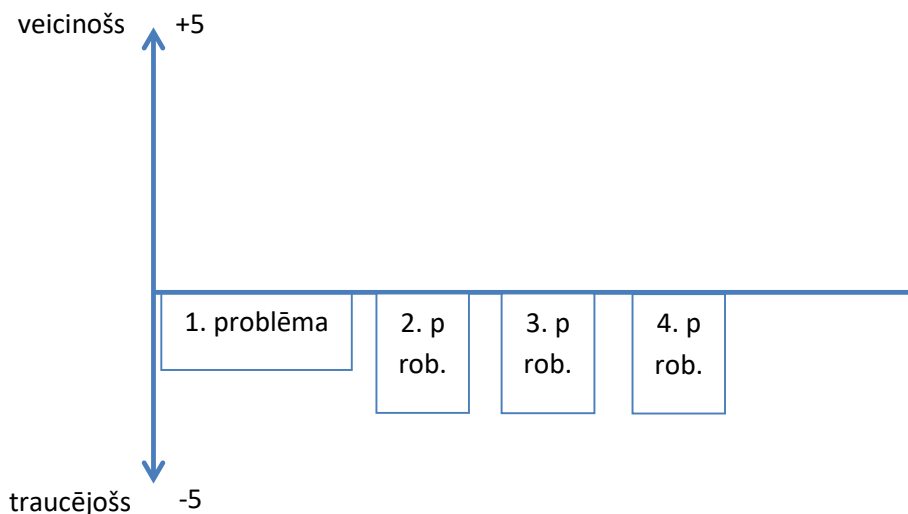 veicinošs +5
1. problēma
2. p
rob.
3. p
rob.
4. p
rob.
traucējošs -5